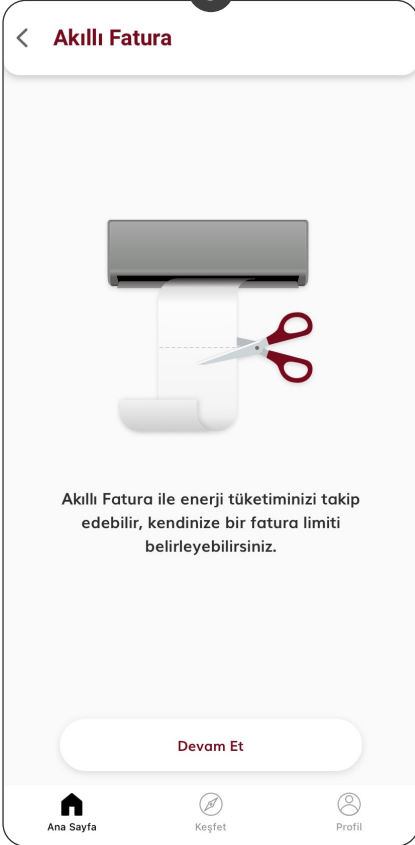 Akıllı Fatura
Akıllı Fatura ile enerji tüketiminizi takip
edebilir, kendinize bir fatura limiti
belirleyebilirsiniz.
Devam Et
Ana Sayfa
Keşfet
Profil